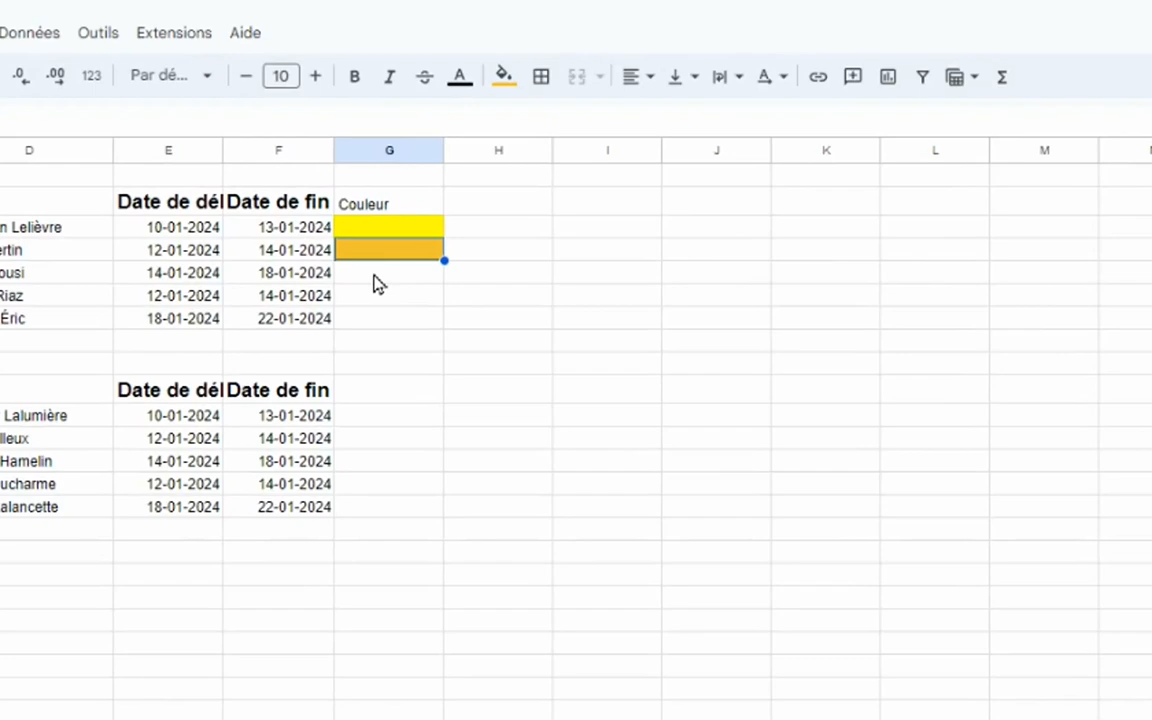 Données Outils Extensions Aide
.0 .00 123 Par dé... 10 B I A
D E F G H I J K L M
Date de dél Date de fin Couleur
n Lelièvre 10-01-2024 13-01-2024
ertin 12-01-2024 14-01-2024
ousi 14-01-2024 18-01-2024
Riaz 12-01-2024 14-01-2024
Éric 18-01-2024 22-01-2024
Date de dél Date de fin
Lalumière 10-01-2024 13-01-2024
lleux 12-01-2024 14-01-2024
Hamelin 14-01-2024 18-01-2024
ucharme 12-01-2024 14-01-2024
alancette 18-01-2024 22-01-2024